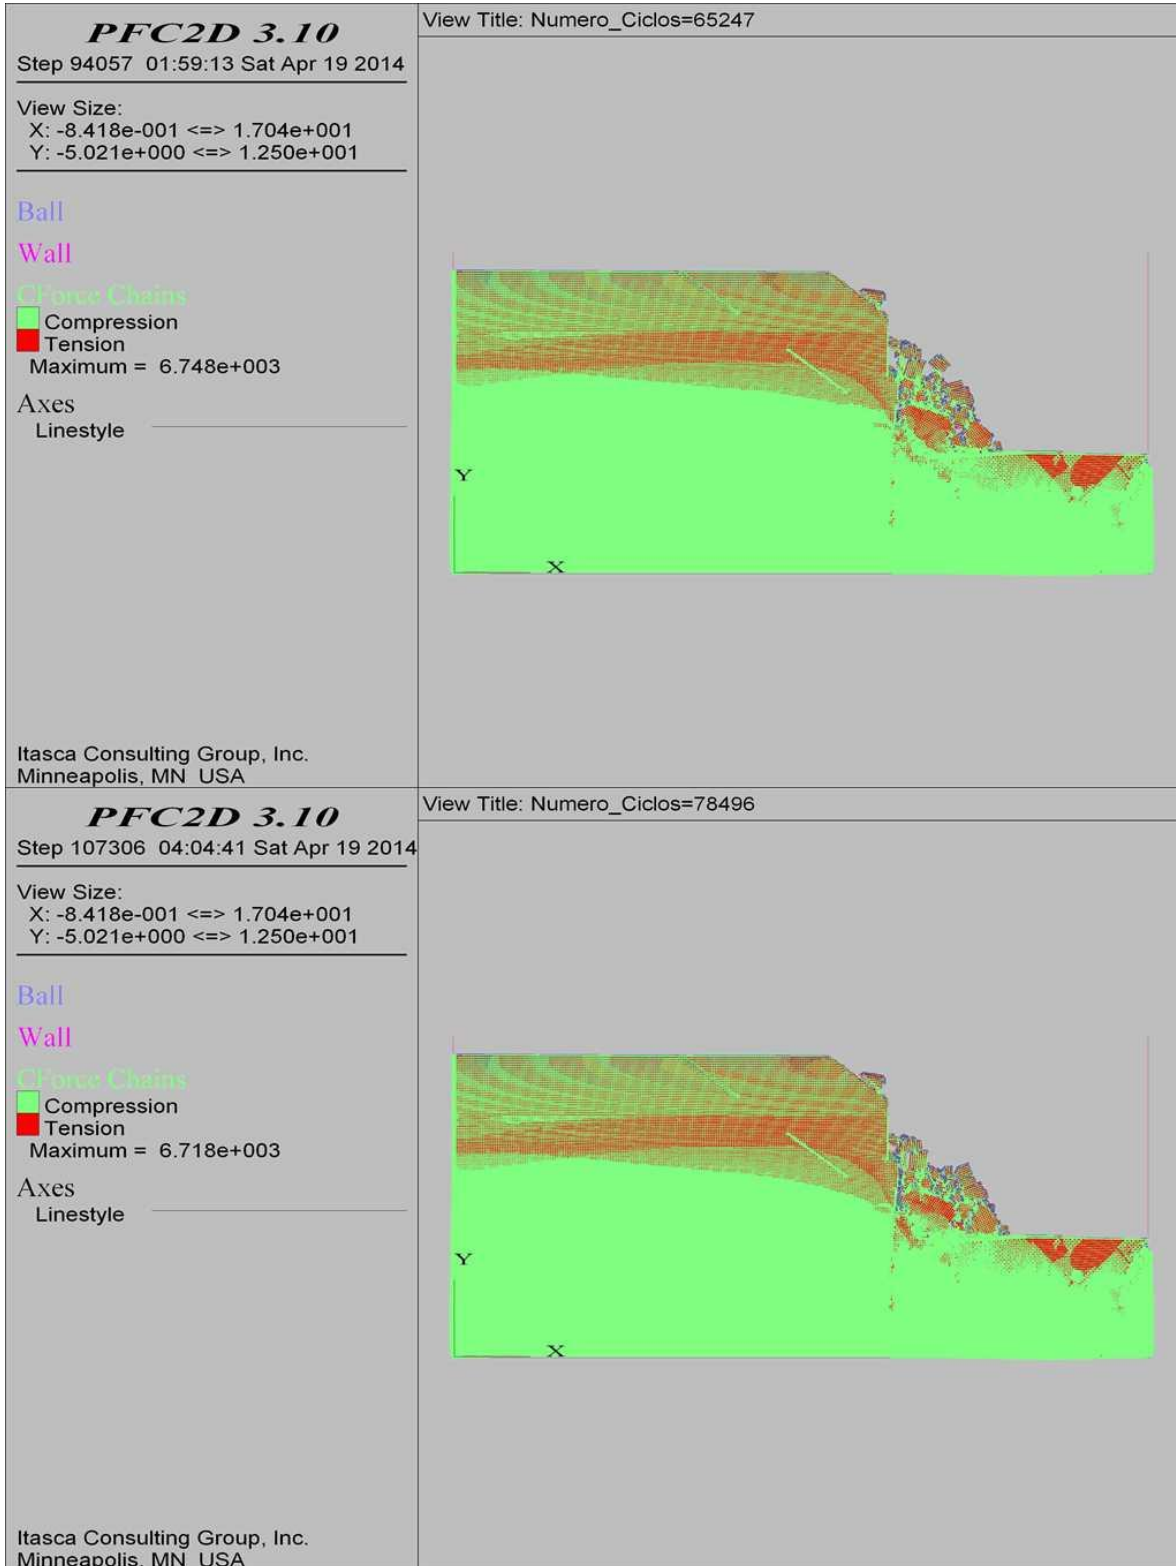 PFC2D 3.10
Step 94057 01:59:13 Sat Apr 19 2014
View Size:
X: -8.418e-001 <=> 1.704e+001
Y: -5.021e+000 <=> 1.250e+001
Ball
Wall
CForce Chains
Compression
Tension
Maximum = 6.748e+003
Axes
Linestyle
Itasca Consulting Group, Inc.
Minneapolis, MN USA
View Title: Numero_Ciclos=65247
Y
X
PFC2D 3.10
Step 107306 04:04:41 Sat Apr 19 2014
View Size:
X: -8.418e-001 <=> 1.704e+001
Y: -5.021e+000 <=> 1.250e+001
Ball
Wall
CForce Chains
Compression
Tension
Maximum = 6.718e+003
Axes
Linestyle
Itasca Consulting Group, Inc.
Minneapolis, MN USA
View Title: Numero_Ciclos=78496
Y
X